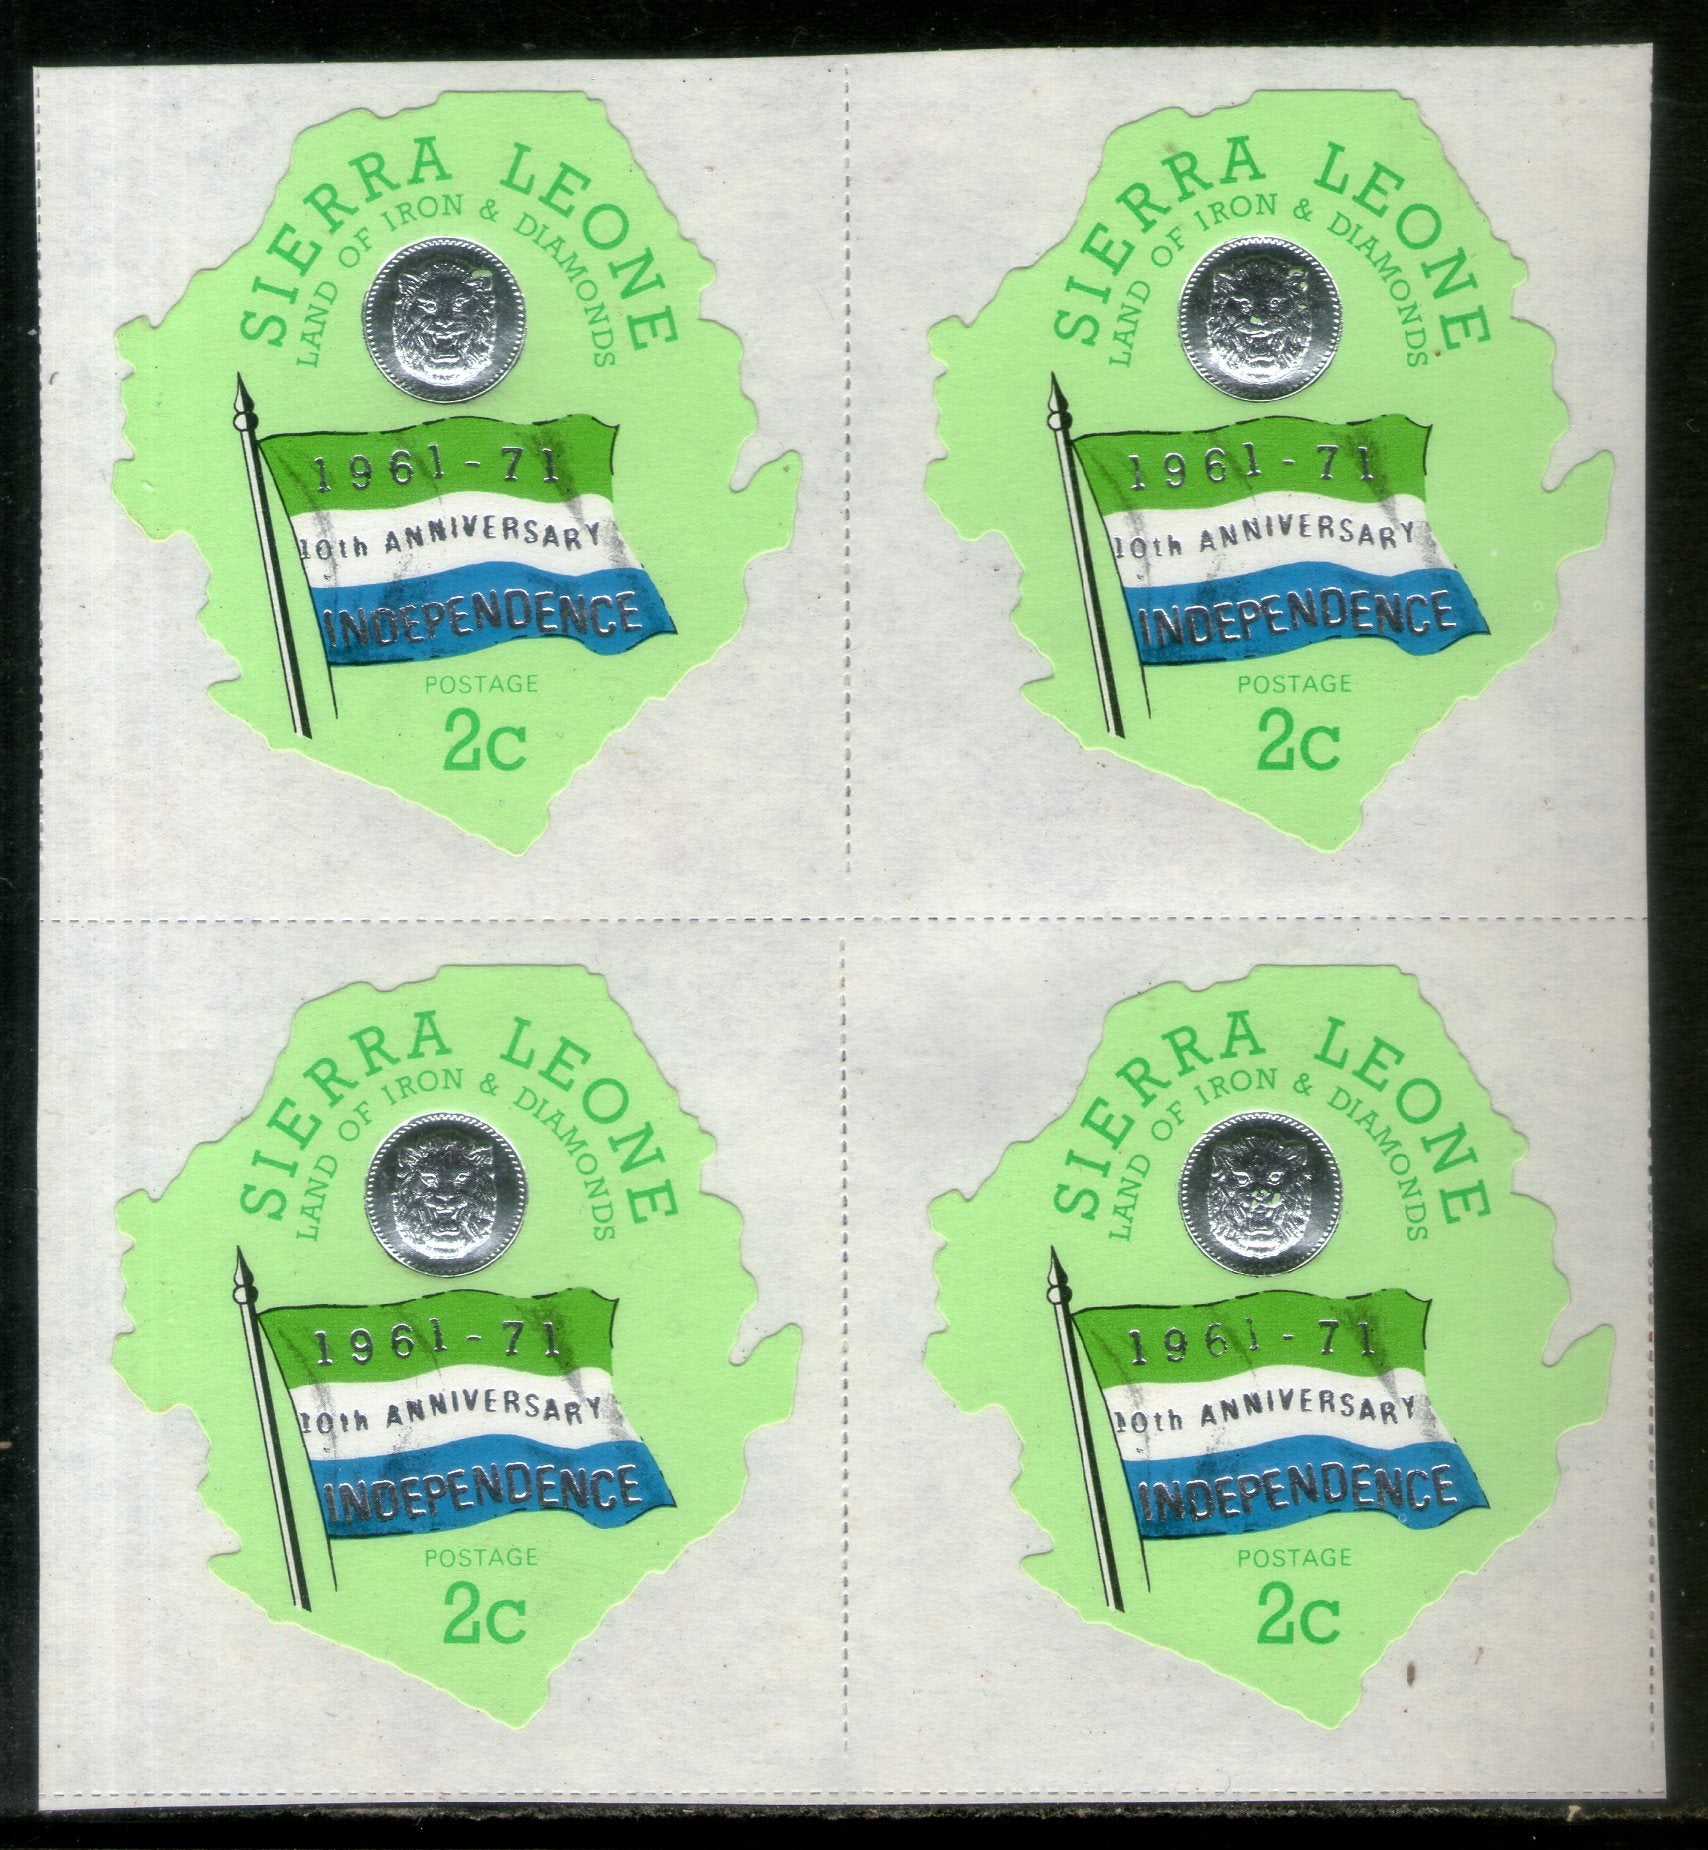 SIERRA LEONE
LAND OF IRON & DIAMONDS
1961-71
10th ANNIVERSARY
INDEPENDENCE
POSTAGE
2c
SIERRA LEONE
LAND OF IRON & DIAMONDS
1961-71
10th ANNIVERSARY
INDEPENDENCE
POSTAGE
2c
SIERRA LEONE
LAND OF IRON & DIAMONDS
1961-71
10th ANNIVERSARY
INDEPENDENCE
POSTAGE
2c
SIERRA LEONE
LAND OF IRON & DIAMONDS
1961-71
10th ANNIVERSARY
INDEPENDENCE
POSTAGE
2c